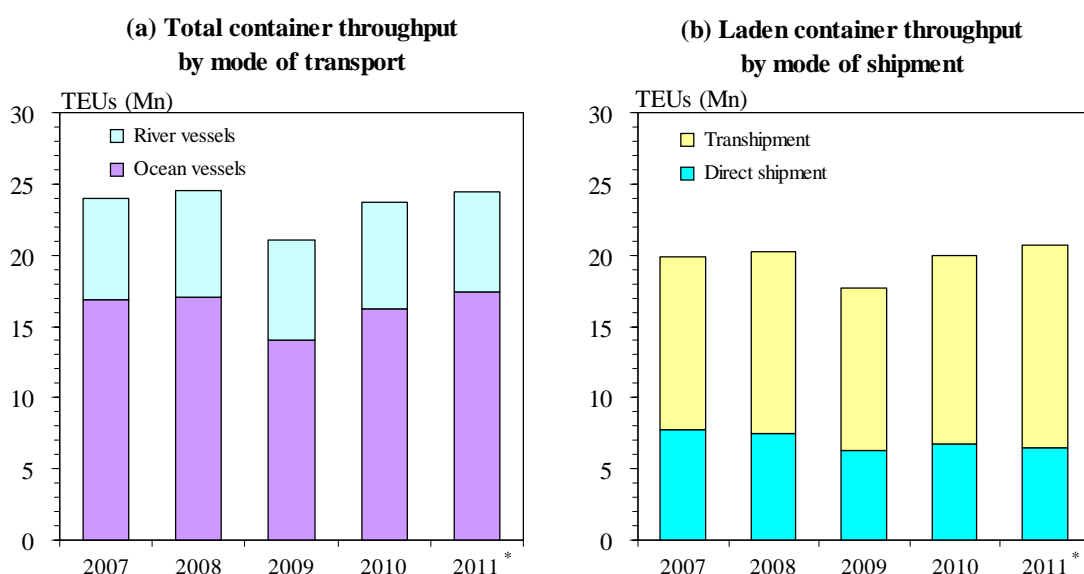 (a) Total container throughput
by mode of transport
TEUs (Mn)
30
25
20
15
10
5
0
River vessels
Ocean vessels
2007 2008 2009 2010 2011 *
(b) Laden container throughput
by mode of shipment
TEUs (Mn)
30
25
20
15
10
5
0
Transhipment
Direct shipment
2007 2008 2009 2010 2011 *